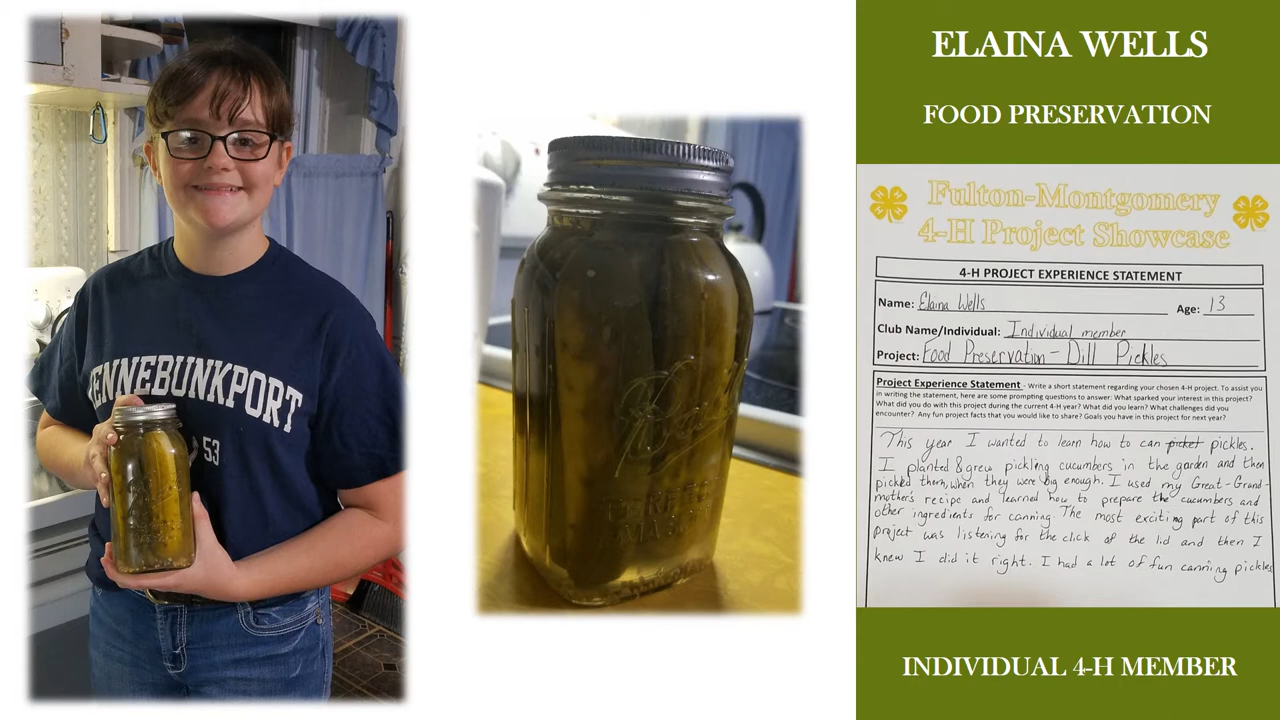 ELAINA WELLS
FOOD PRESERVATION
Fulton-Montgomery
4-H Project Showcase
4-H PROJECT EXPERIENCE STATEMENT
Name: Elaina Wells Age: 13
Club Name/Individual: Individual member
Project: Food Preservation - Dill Pickles
Project Experience Statement - Write a short statement regarding your chosen 4-H project. To assist you
in writing the statement, here are some prompting questions to answer: What sparked your interest in this project?
What did you do with this project during the current 4-H year? What did you learn? What challenges did you
encounter? Any fun project facts that you would like to share? Goals you have in this project for next year?
This year I wanted to learn how to can picket pickles.
I planted & grew pickling cucumbers in the garden and then
picked them, when they were big enough. I used my Great-Grand-
mother's recipe and learned how to prepare the cucumbers and
other ingredients for canning. The most exciting part of this
project was listening for the click of the lid and then I
knew I did it right. I had a lot of fun canning pickles
INDIVIDUAL 4-H MEMBER
ENNEBUNKPORT
53
Ball
PERFECT
MASON